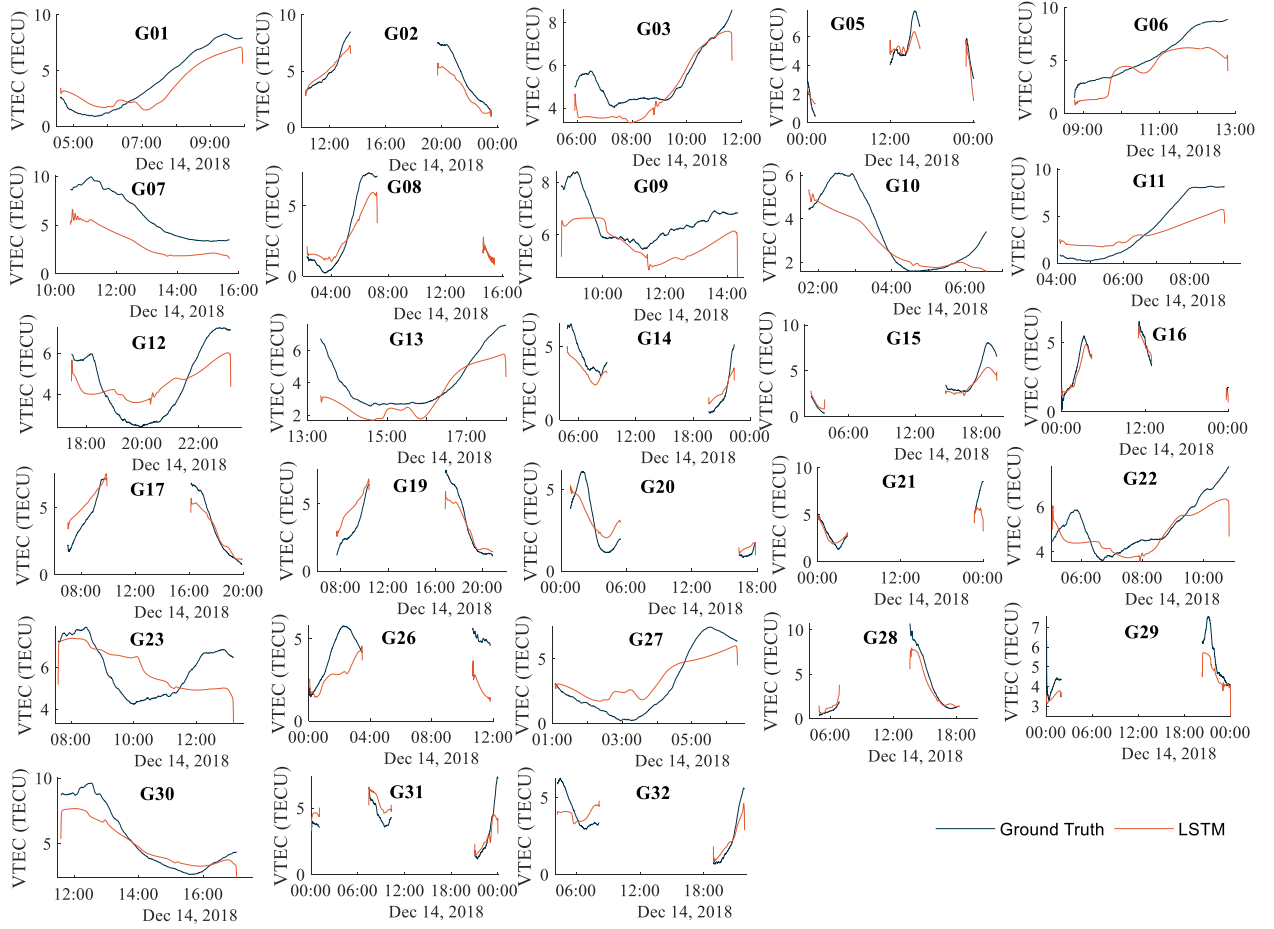 G01
VTEC (TECU)
10
5
0
05:00 07:00 09:00
Dec 14, 2018
G02
VTEC (TECU)
10
5
0
12:00 16:00 20:00 00:00
Dec 14, 2018
G03
VTEC (TECU)
8
6
4
06:00 08:00 10:00 12:00
Dec 14, 2018
G05
VTEC (TECU)
6
4
2
0
00:00 12:00 00:00
Dec 14, 2018
G06
VTEC (TECU)
10
5
0
09:00 11:00 13:00
Dec 14, 2018
G07
VTEC (TECU)
10
5
0
10:00 12:00 14:00 16:00
Dec 14, 2018
G08
VTEC (TECU)
5
0
04:00 08:00 12:00 16:00
Dec 14, 2018
G09
VTEC (TECU)
8
6
10:00 12:00 14:00
Dec 14, 2018
G10
VTEC (TECU)
6
4
2
02:00 04:00 06:00
Dec 14, 2018
G11
VTEC (TECU)
10
5
0
04:00 06:00 08:00
Dec 14, 2018
G12
VTEC (TECU)
6
4
18:00 20:00 22:00
Dec 14, 2018
G13
VTEC (TECU)
6
4
2
13:00 15:00 17:00
Dec 14, 2018
G14
VTEC (TECU)
5
0
06:00 12:00 18:00 00:00
Dec 14, 2018
G15
VTEC (TECU)
10
5
0
06:00 12:00 18:00
Dec 14, 2018
G16
VTEC (TECU)
5
0
00:00 12:00 00:00
Dec 14, 2018
G17
VTEC (TECU)
5
0
08:00 12:00 16:00 20:00
Dec 14, 2018
G19
VTEC (TECU)
5
0
08:00 12:00 16:00 20:00
Dec 14, 2018
G20
VTEC (TECU)
5
0
00:00 06:00 12:00 18:00
Dec 14, 2018
G21
VTEC (TECU)
10
5
0
00:00 12:00 00:00
Dec 14, 2018
G22
VTEC (TECU)
6
4
06:00 08:00 10:00
Dec 14, 2018
G23
VTEC (TECU)
6
4
08:00 10:00 12:00
Dec 14, 2018
G26
VTEC (TECU)
5
0
00:00 04:00 08:00 12:00
Dec 14, 2018
G27
VTEC (TECU)
5
0
01:00 03:00 05:00
Dec 14, 2018
G28
VTEC (TECU)
10
5
0
06:00 12:00 18:00
Dec 14, 2018
G29
VTEC (TECU)
7
6
5
4
3
00:00 06:00 12:00 18:00 00:00
Dec 14, 2018
G30
VTEC (TECU)
10
5
12:00 14:00 16:00
Dec 14, 2018
G31
VTEC (TECU)
5
0
00:00 06:00 12:00 18:00 00:00
Dec 14, 2018
G32
VTEC (TECU)
5
0
06:00 12:00 18:00
Dec 14, 2018
Ground Truth
LSTM